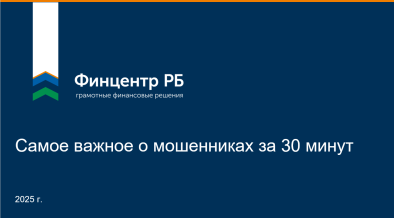 Финцентр РБ
грамотные финансовые решения
Самое важное о мошенниках за 30 минут
2025 г.